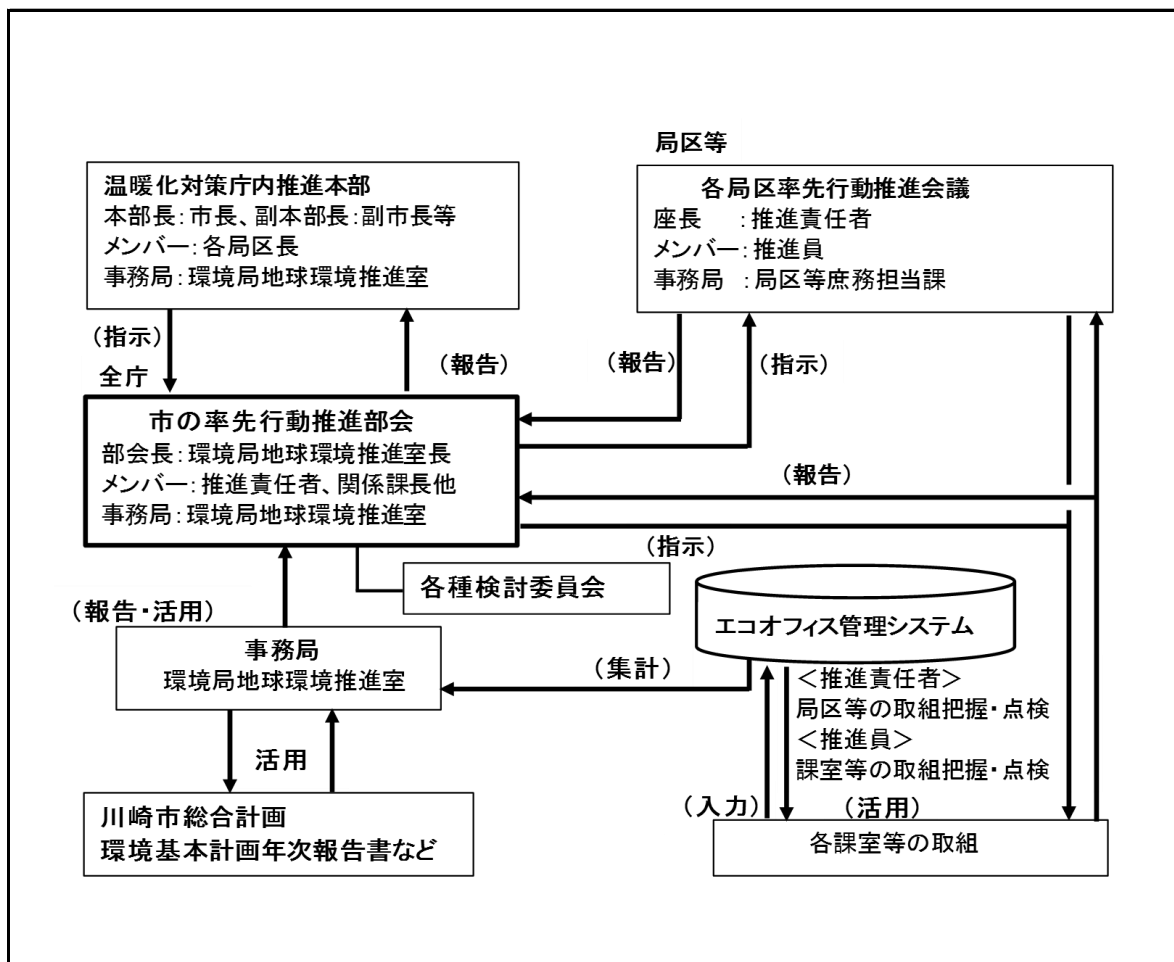 局区等
温暖化対策庁内推進本部
本部長：市長、副本部長：副市長等
メンバー：各局区長
事務局：環境局地球環境推進室
各局区率先行動推進会議
座長　：推進責任者
メンバー：推進員
事務局　：局区等庶務担当課
（指示）
（報告）
（報告）
（指示）
全庁
市の率先行動推進部会
部会長：環境局地球環境推進室長
メンバー：推進責任者、関係課長他
事務局：環境局地球環境推進室
（報告）
（指示）
各種検討委員会
（報告・活用）
事務局
環境局地球環境推進室
エコオフィス管理システム
（集計）
＜推進責任者＞
局区等の取組把握・点検
＜推進員＞
課室等の取組把握・点検
活用
（入力）
（活用）
川崎市総合計画
環境基本計画年次報告書など
各課室等の取組